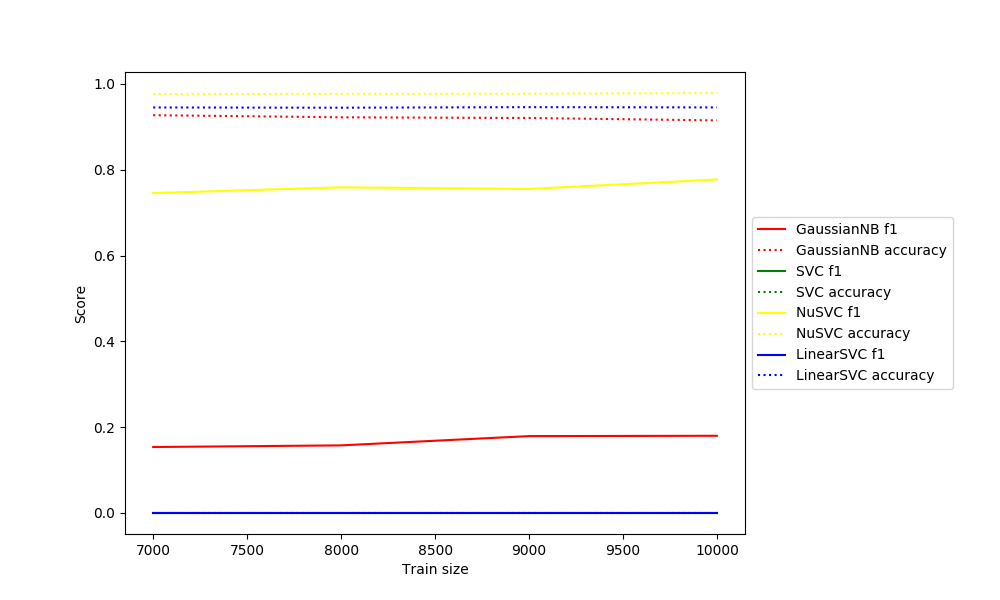 1.0
0.8
0.6
0.4
0.2
0.0
Score
7000 7500 8000 8500 9000 9500 10000
Train size
GaussianNB f1
GaussianNB accuracy
SVC f1
SVC accuracy
NuSVC f1
NuSVC accuracy
LinearSVC f1
LinearSVC accuracy